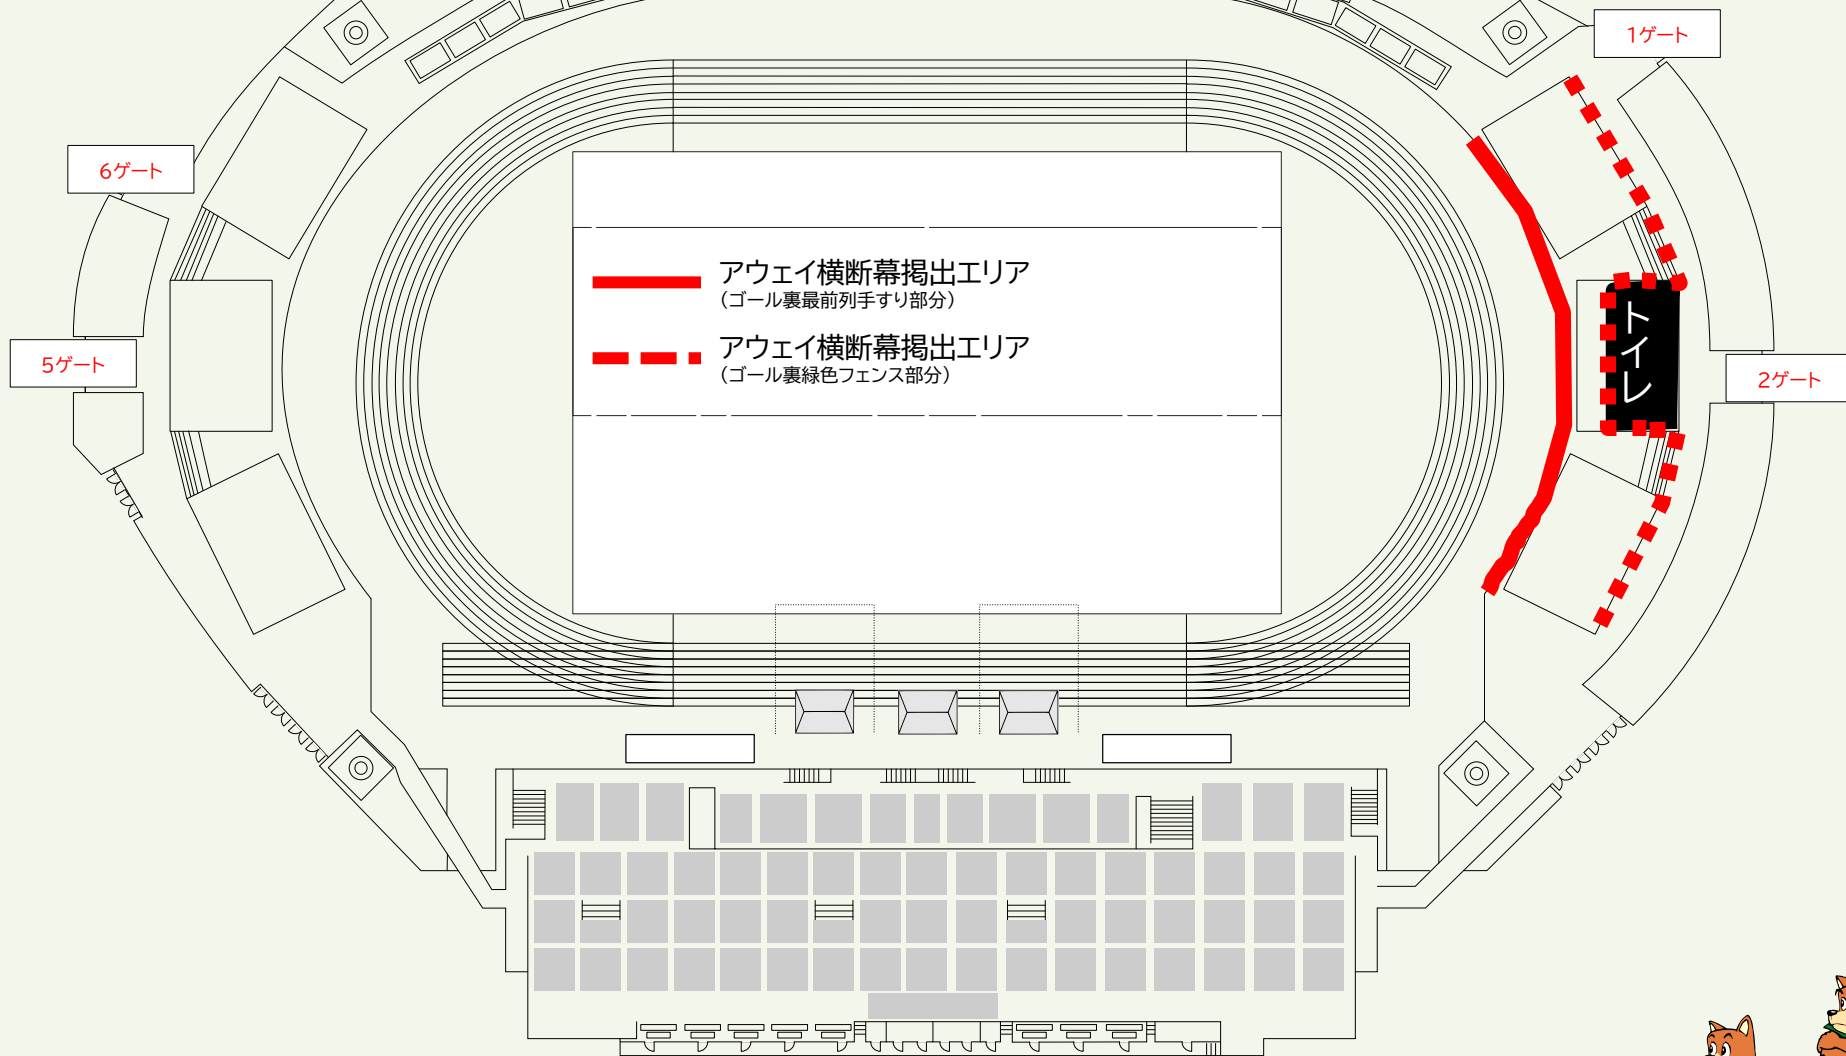 1ゲート
6ゲート
アウェイ横断幕掲出エリア
(ゴール裏最前列手すり部分)
アウェイ横断幕掲出エリア
(ゴール裏緑色フェンス部分)
トイレ
5ゲート
2ゲート